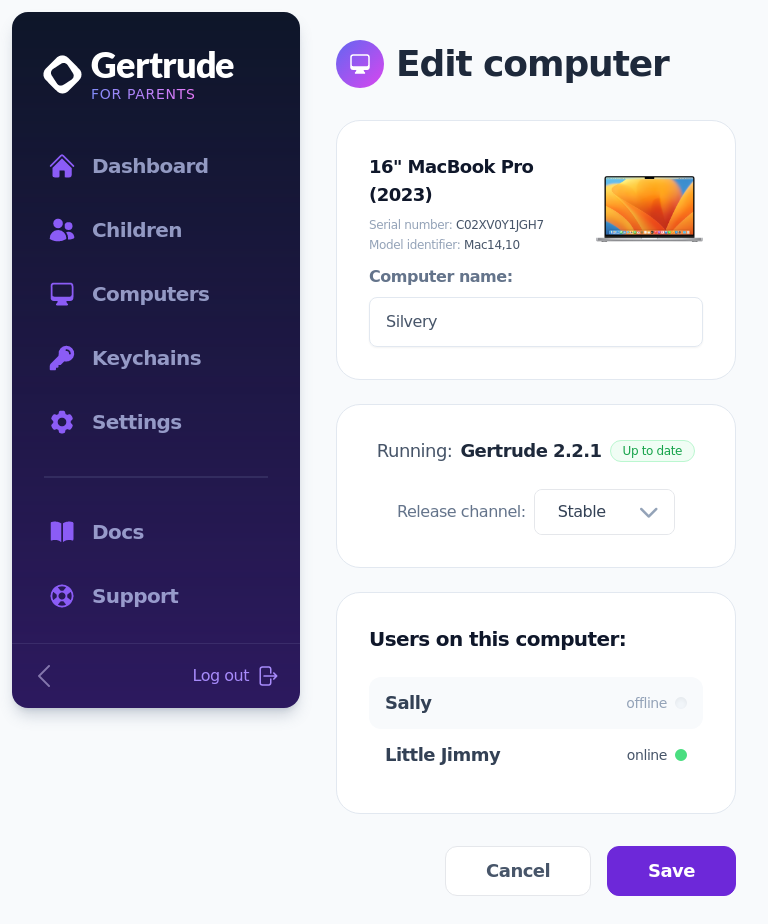 Gertrude
FOR PARENTS
Dashboard
Children
Computers
Keychains
Settings
Docs
Support
Log out
Edit computer
16" MacBook Pro
(2023)
Serial number: C02XV0Y1JGH7
Model identifier: Mac14,10
Computer name:
Silvery
Running: Gertrude 2.2.1 Up to date
Release channel: Stable
Users on this computer:
Sally offline
Little Jimmy online
Cancel Save